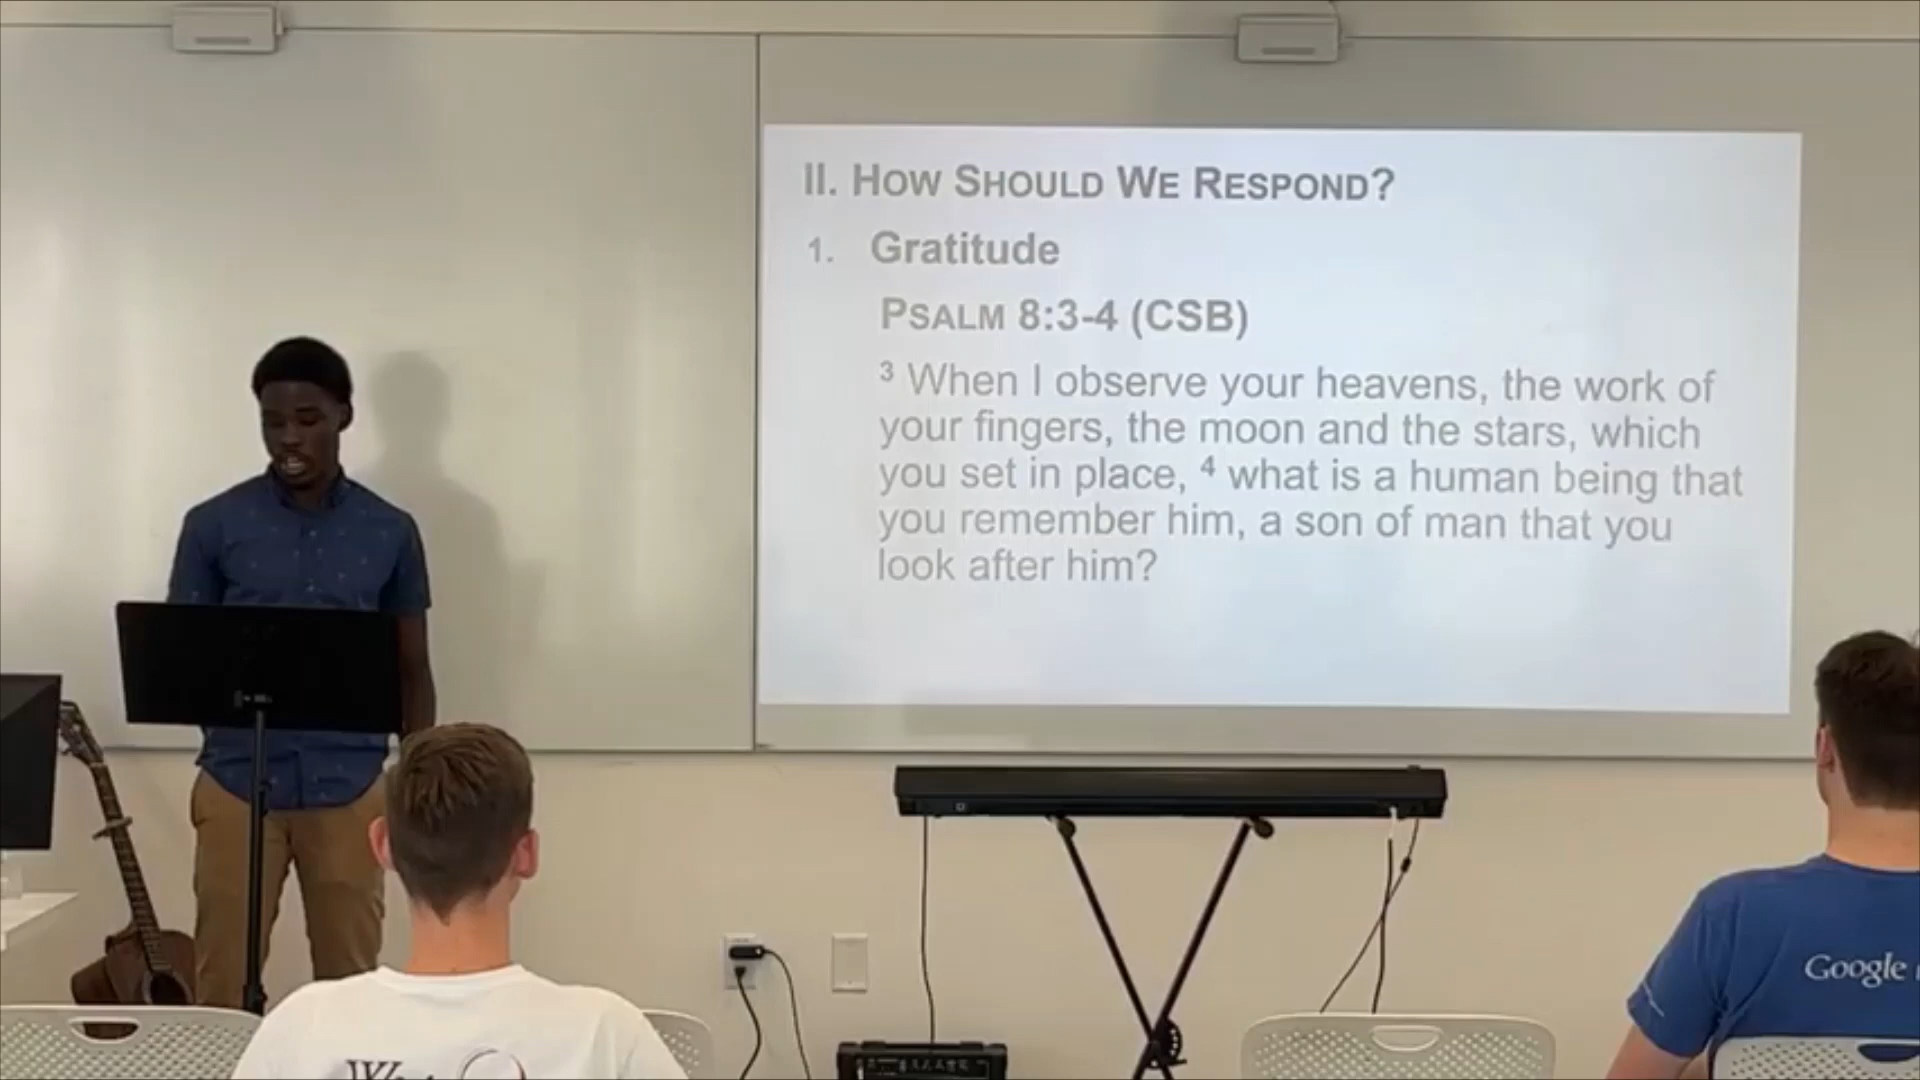 II. HOW SHOULD WE RESPOND?
1. Gratitude
PSALM 8:3-4 (CSB)
3 When I observe your heavens, the work of
your fingers, the moon and the stars, which
you set in place, 4 what is a human being that
you remember him, a son of man that you
look after him?
Google